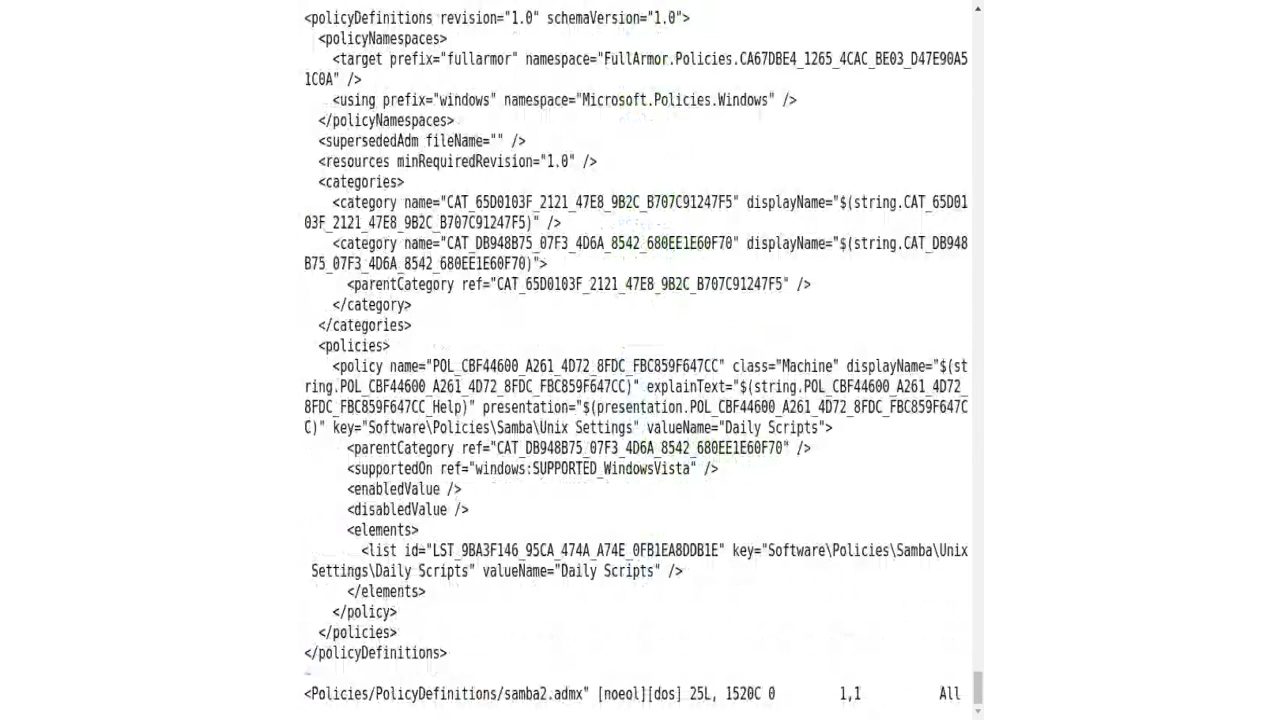 <policyDefinitions revision="1.0" schemaVersion="1.0">
<policyNamespaces>
<target prefix="fullarmor" namespace="FullArmor.Policies.CA67DBE4_1265_4CAC_BE03_D47E90A5
1C0A" />
<using prefix="windows" namespace="Microsoft.Policies.Windows" />
</policyNamespaces>
<supersededAdm fileName="" />
<resources minRequiredRevision="1.0" />
<categories>
<category name="CAT_65D0103F_2121_47E8_9B2C_B707C91247F5" displayName="$(string.CAT_65D01
03F_2121_47E8_9B2C_B707C91247F5)" />
<category name="CAT_DB948B75_07F3_4D6A_8542_680EE1E60F70" displayName="$(string.CAT_DB948
B75_07F3_4D6A_8542_680EE1E60F70)">
<parentCategory ref="CAT_65D0103F_2121_47E8_9B2C_B707C91247F5" />
</category>
</categories>
<policies>
<policy name="POL_CBF44600_A261_4D72_8FDC_FBC859F647CC" class="Machine" displayName="$(st
ring.POL_CBF44600_A261_4D72_8FDC_FBC859F647CC)" explainText="$(string.POL_CBF44600_A261_4D72_
8FDC_FBC859F647CC_Help)" presentation="$(presentation.POL_CBF44600_A261_4D72_8FDC_FBC859F647C
C)" key="Software\Policies\Samba\Unix Settings" valueName="Daily Scripts">
<parentCategory ref="CAT_DB948B75_07F3_4D6A_8542_680EE1E60F70" />
<supportedOn ref="windows:SUPPORTED_WindowsVista" />
<enabledValue />
<disabledValue />
<elements>
<list id="LST_9BA3F146_95CA_474A_A74E_0FB1EA8DDB1E" key="Software\Policies\Samba\Unix
Settings\Daily Scripts" valueName="Daily Scripts" />
</elements>
</policy>
</policies>
</policyDefinitions>
<Policies/PolicyDefinitions/samba2.admx" [noeol][dos] 25L, 1520C 0 1,1 All